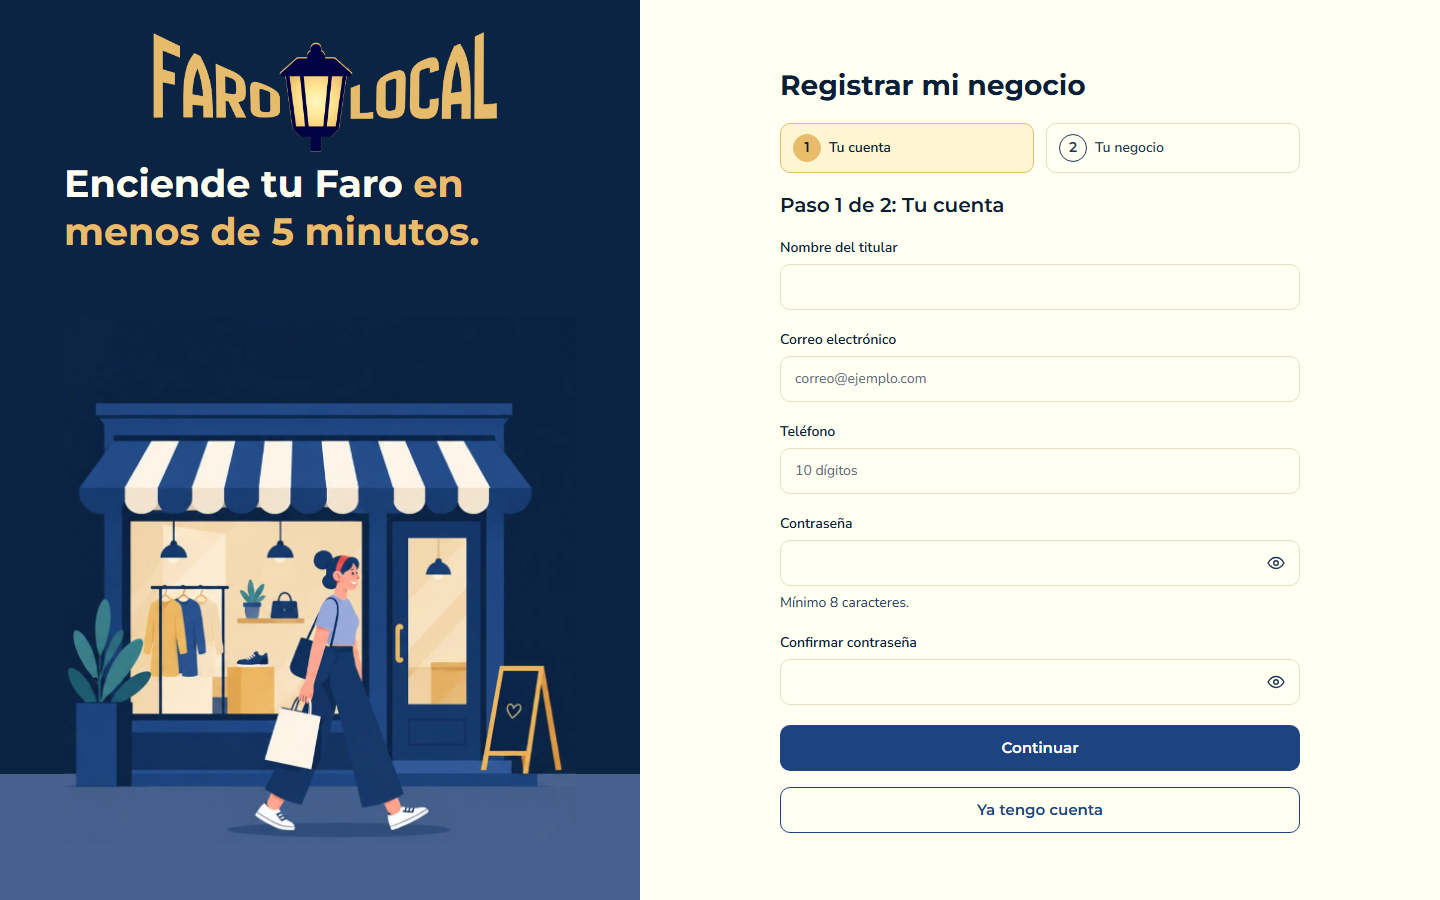 FARO LOCAL
Enciende tu Faro en
menos de 5 minutos.
Registrar mi negocio
1 Tu cuenta
2 Tu negocio
Paso 1 de 2: Tu cuenta
Nombre del titular
Correo electrónico
correo@ejemplo.com
Teléfono
10 dígitos
Contraseña
Mínimo 8 caracteres.
Confirmar contraseña
Continuar
Ya tengo cuenta